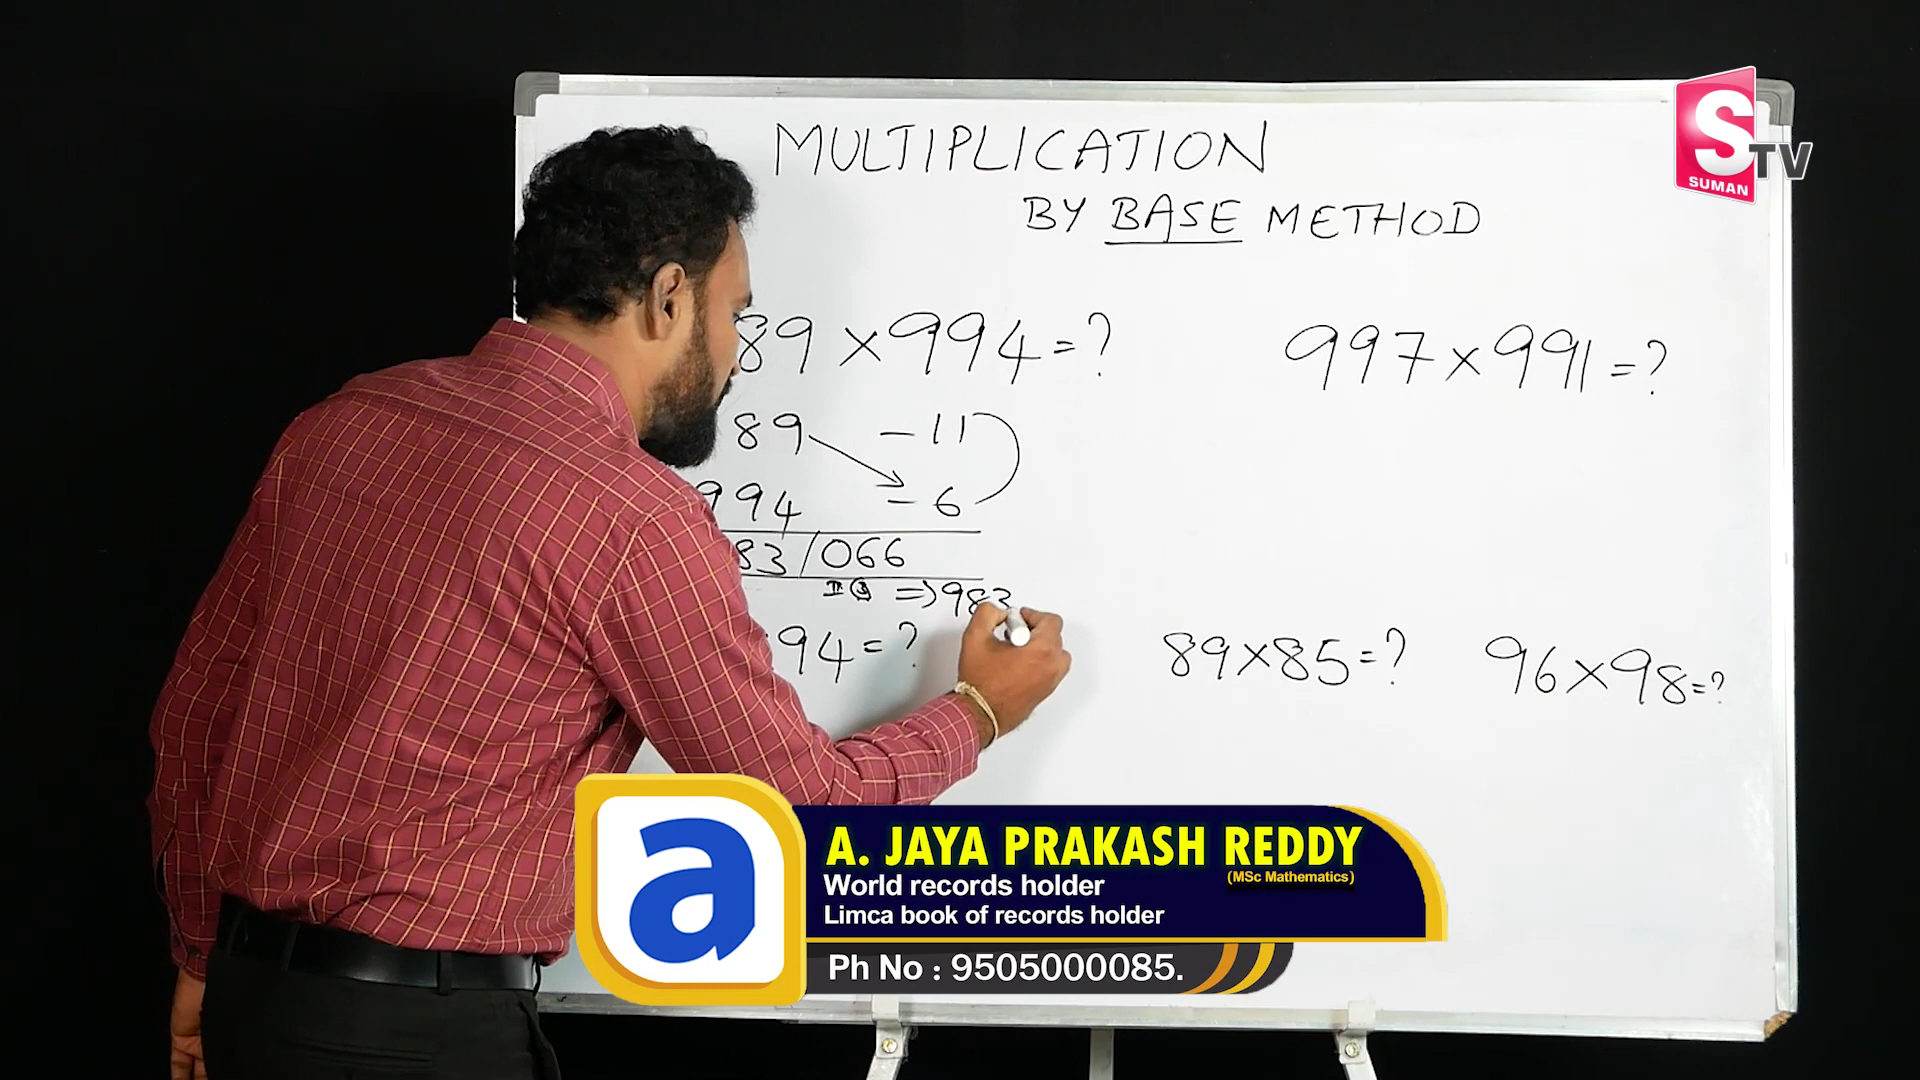 MULTIPLICATION
BY BASE METHOD
S
SUMAN
TV
89 × 994 = ?
997 × 991 = ?
89 - 11
994 - 6
83 / 066
⇒ 983
94 = ?
89 × 85 = ?
96 × 98 = ?
a
A. JAYA PRAKASH REDDY
(MSc Mathematics)
World records holder
Limca book of records holder
Ph No : 9505000085.